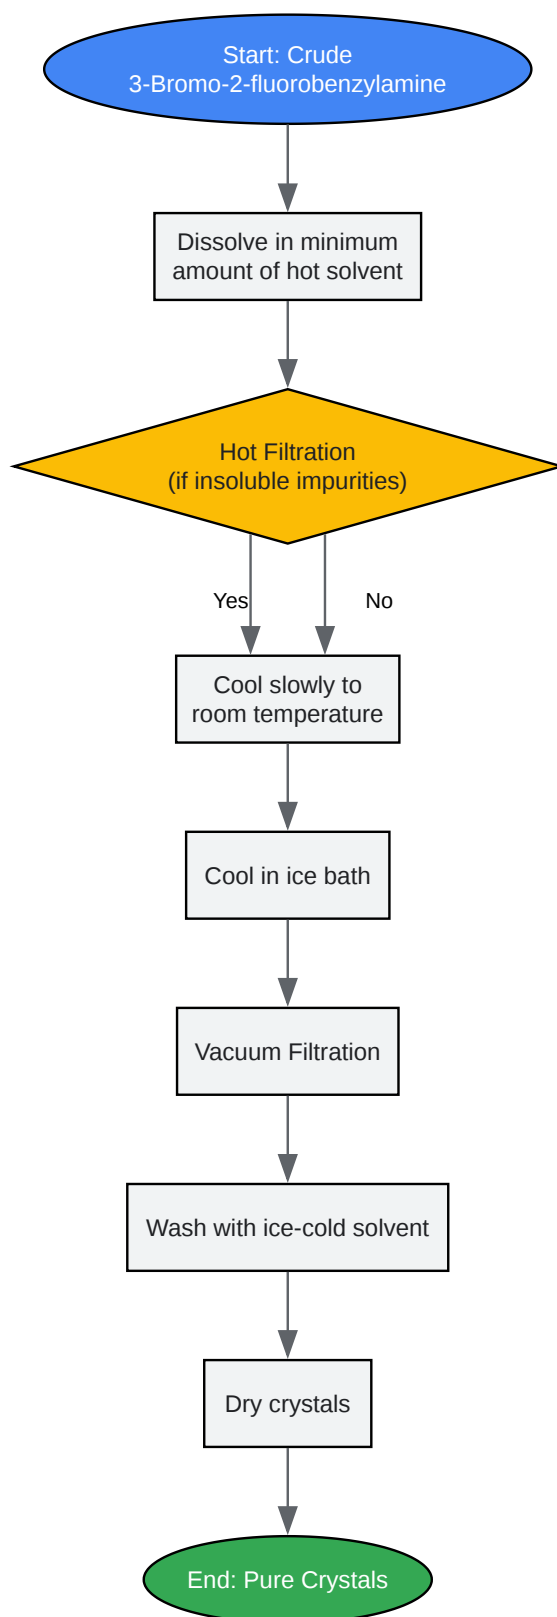 Start: Crude
3-Bromo-2-fluorobenzylamine
Dissolve in minimum
amount of hot solvent
Hot Filtration
(if insoluble impurities)
Yes
No
Cool slowly to
room temperature
Cool in ice bath
Vacuum Filtration
Wash with ice-cold solvent
Dry crystals
End: Pure Crystals